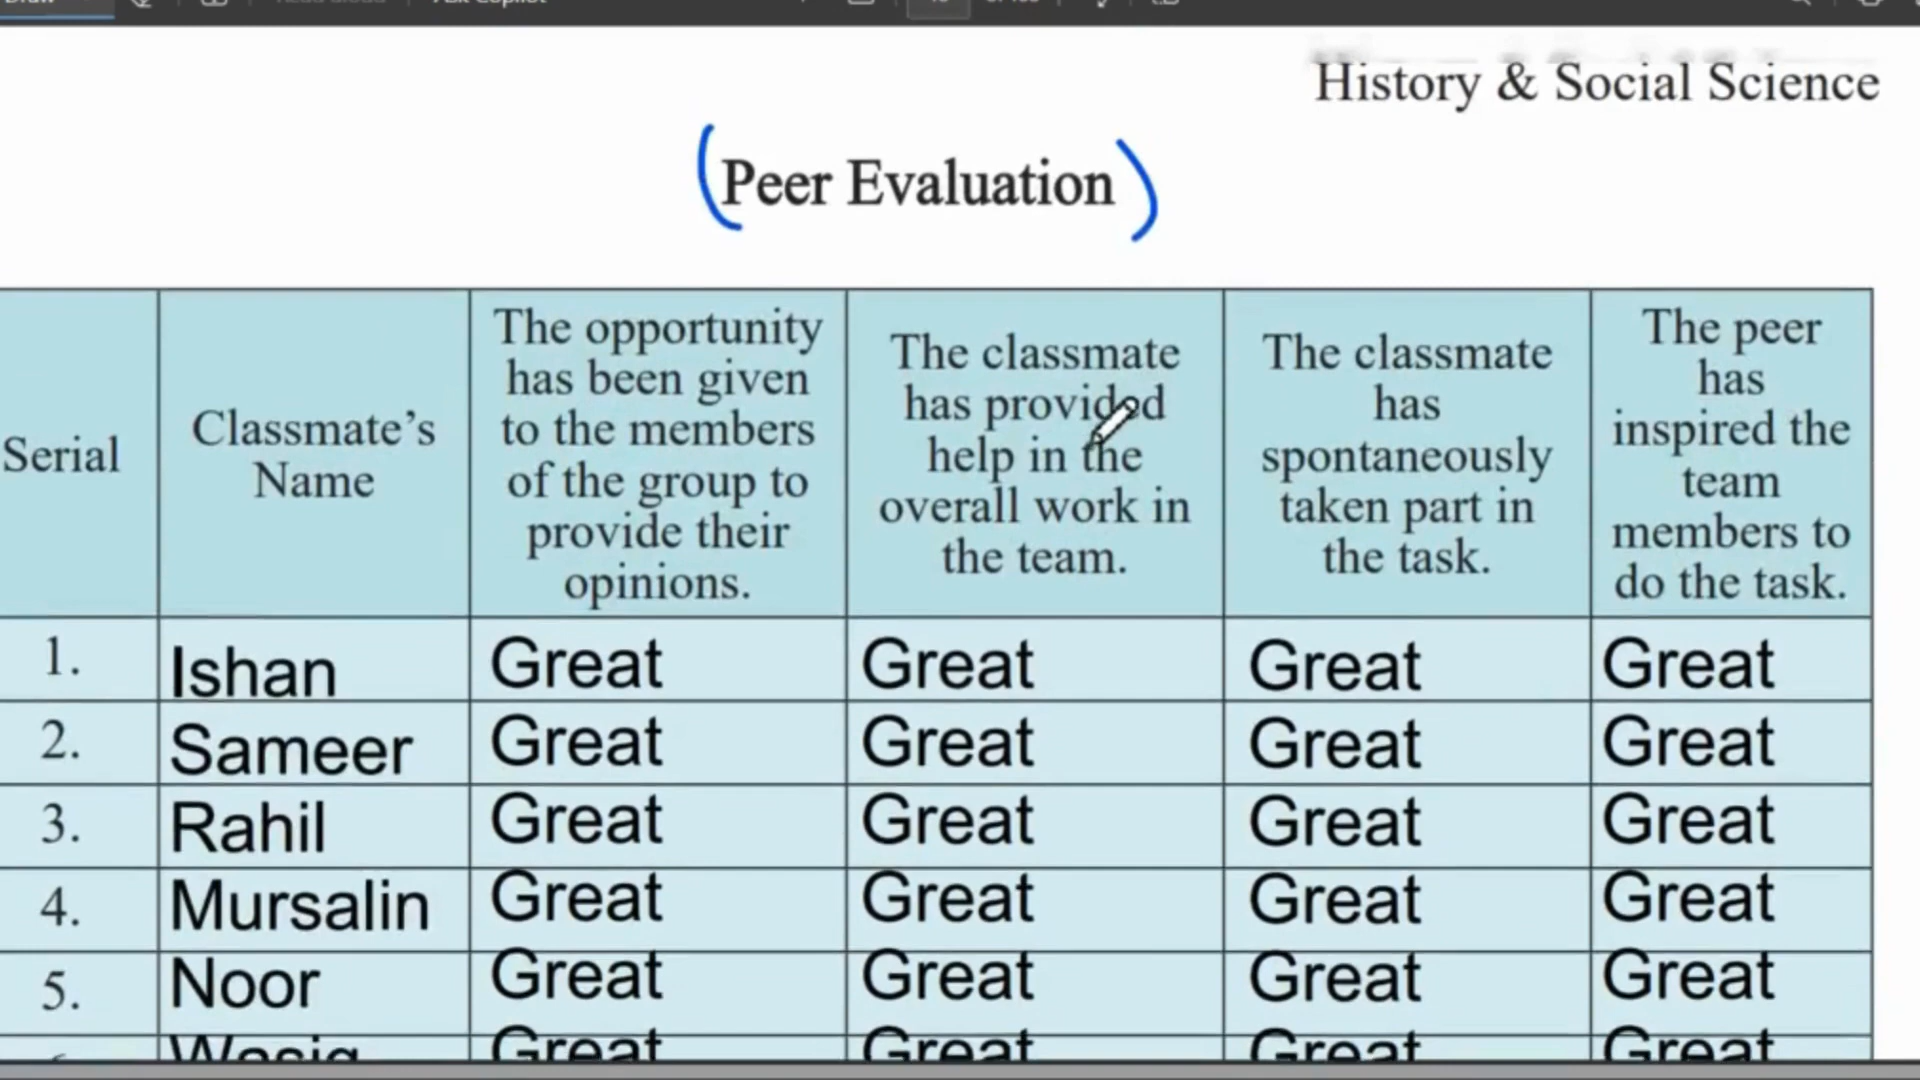 History & Social Science
Peer Evaluation
Serial
Classmate's
Name
The opportunity
has been given
to the members
of the group to
provide their
opinions.
The classmate
has provided
help in the
overall work in
the team.
The classmate
has
spontaneously
taken part in
the task.
The peer
has
inspired the
team
members to
do the task.
1. Ishan Great Great Great Great
2. Sameer Great Great Great Great
3. Rahil Great Great Great Great
4. Mursalin Great Great Great Great
5. Noor Great Great Great Great
Great Great Great Great